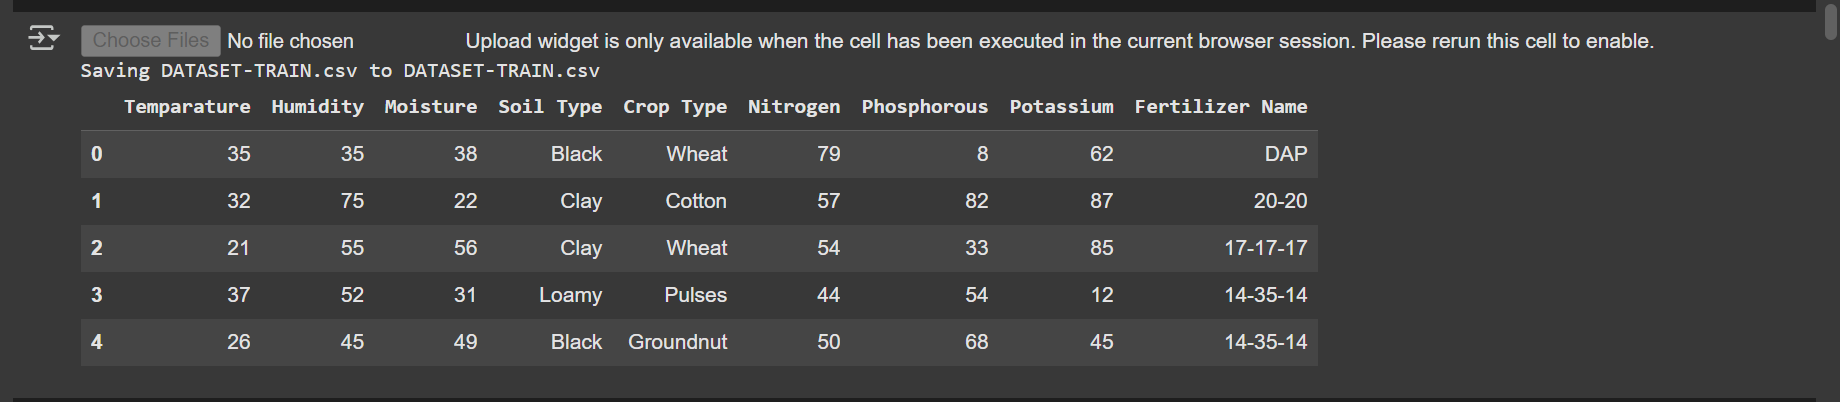 Choose Files No file chosen Upload widget is only available when the cell has been executed in the current browser session. Please rerun this cell to enable.
Saving DATASET-TRAIN.csv to DATASET-TRAIN.csv
Temparature Humidity Moisture Soil Type Crop Type Nitrogen Phosphorous Potassium Fertilizer Name
0 35 35 38 Black Wheat 79 8 62 DAP
1 32 75 22 Clay Cotton 57 82 87 20-20
2 21 55 56 Clay Wheat 54 33 85 17-17-17
3 37 52 31 Loamy Pulses 44 54 12 14-35-14
4 26 45 49 Black Groundnut 50 68 45 14-35-14